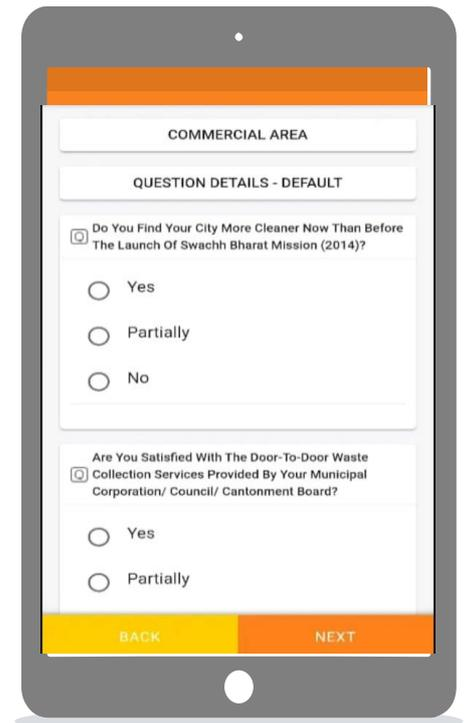 COMMERCIAL AREA
QUESTION DETAILS - DEFAULT
Do You Find Your City More Cleaner Now Than Before
The Launch Of Swachh Bharat Mission (2014)?
Yes
Partially
No
Are You Satisfied With The Door-To-Door Waste
Collection Services Provided By Your Municipal
Corporation/ Council/ Cantonment Board?
Yes
Partially
BACK NEXT